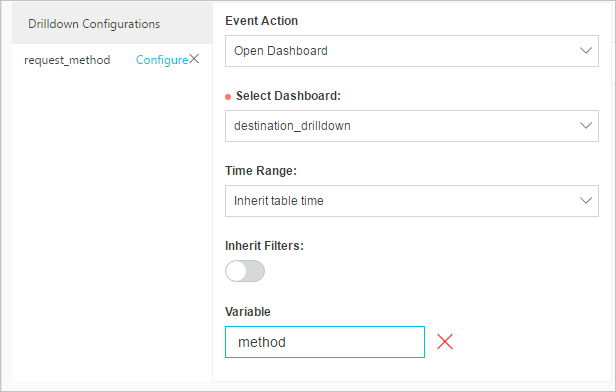 Drilldown Configurations
request_method Configure
Event Action
Open Dashboard
Select Dashboard:
destination_drilldown
Time Range:
Inherit table time
Inherit Filters:
Variable
method